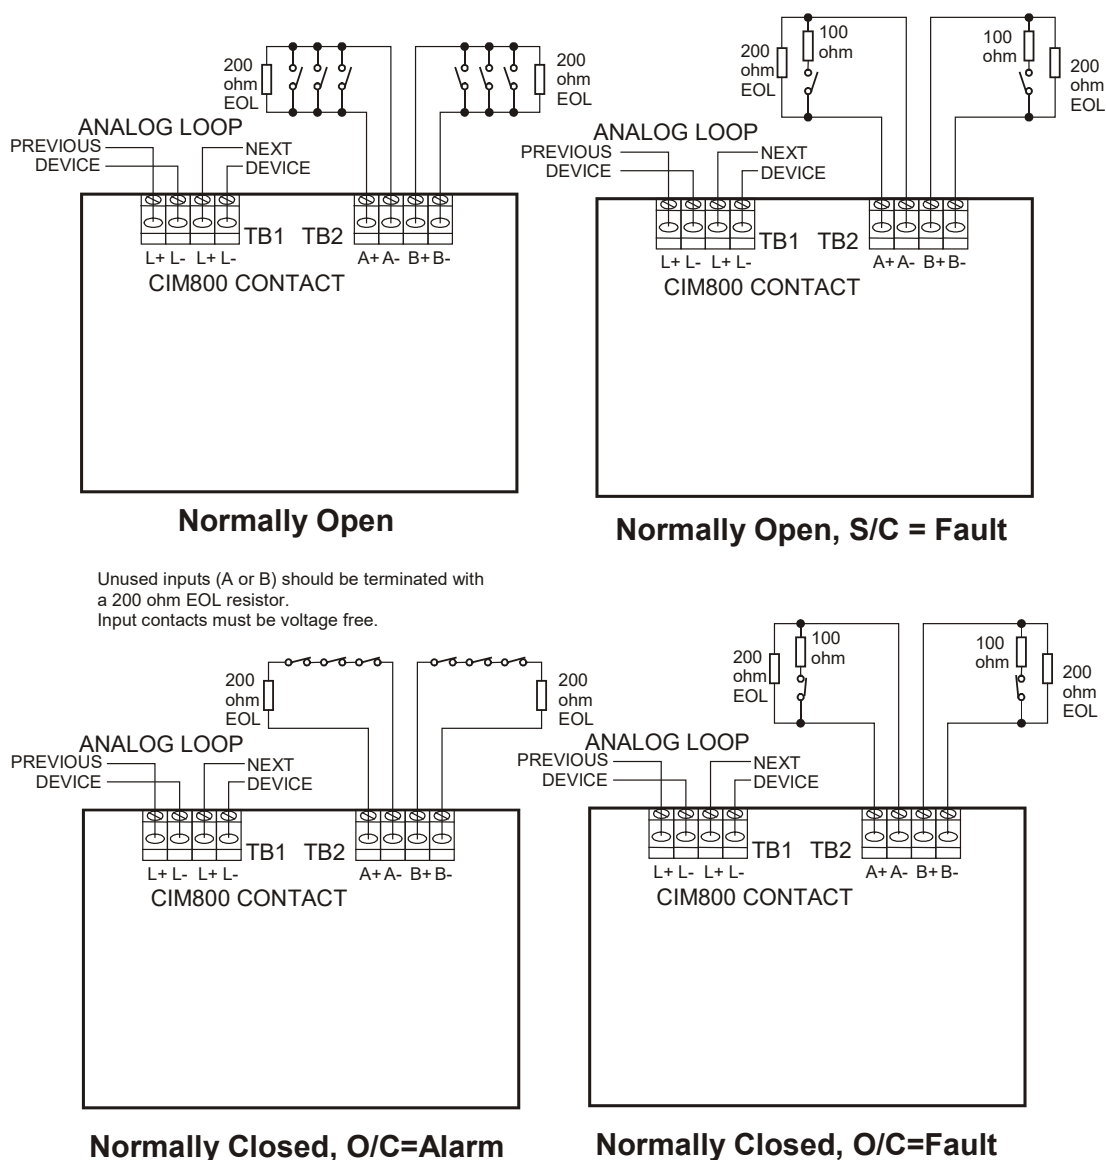 200
ohm
EOL
200
ohm
EOL
ANALOG LOOP
PREVIOUS
DEVICE
NEXT
DEVICE
TB1 TB2
L+ L- L+ L-
A+ A- B+ B-
CIM800 CONTACT
Normally Open
200
ohm
EOL
100
ohm
100
ohm
200
ohm
EOL
ANALOG LOOP
PREVIOUS
DEVICE
NEXT
DEVICE
TB1 TB2
L+ L- L+ L-
A+ A- B+ B-
CIM800 CONTACT
Normally Open, S/C = Fault
Unused inputs (A or B) should be terminated with
a 200 ohm EOL resistor.
Input contacts must be voltage free.
200
ohm
EOL
200
ohm
EOL
ANALOG LOOP
PREVIOUS
DEVICE
NEXT
DEVICE
TB1 TB2
L+ L- L+ L-
A+ A- B+ B-
CIM800 CONTACT
Normally Closed, O/C=Alarm
200
ohm
EOL
100
ohm
100
ohm
200
ohm
EOL
ANALOG LOOP
PREVIOUS
DEVICE
NEXT
DEVICE
TB1 TB2
L+ L- L+ L-
A+ A- B+ B-
CIM800 CONTACT
Normally Closed, O/C=Fault